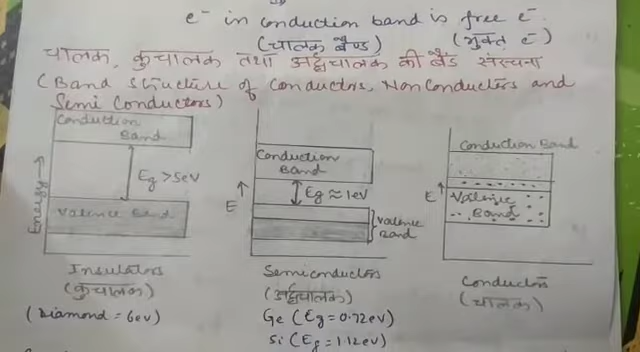 e⁻ in conduction band is free e⁻.
(चालक बैण्ड) (मुक्त e⁻)
चालक, कुचालक तथा अर्द्धचालक की बैंड संरचना
(Band structure of Conductors, Non Conductors and
Semi Conductors)
Conduction
Band
Energy →
Eg >5eV
Valence Band
Insulators
(कुचालक)
(Diamond = 6ev)
Conduction
Band
E ↑
Eg ≈ 1eV
Valence
Band
Semiconductors
(अर्द्धचालक)
Ge (Eg = 0.72ev)
Si (Eg = 1.12ev)
Conduction Band
E ↑
Valence
Band
Conductors
(चालक)